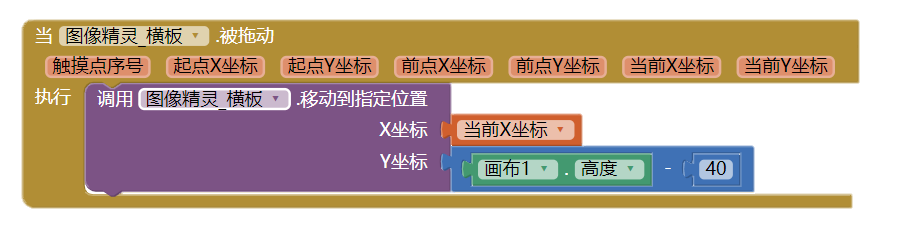 当 图像精灵_横板 .被拖动
触摸点序号 起点X坐标 起点Y坐标 前点X坐标 前点Y坐标 当前X坐标 当前Y坐标
执行 调用 图像精灵_横板 .移动到指定位置
X坐标 当前X坐标
Y坐标 画布1 . 高度 - 40